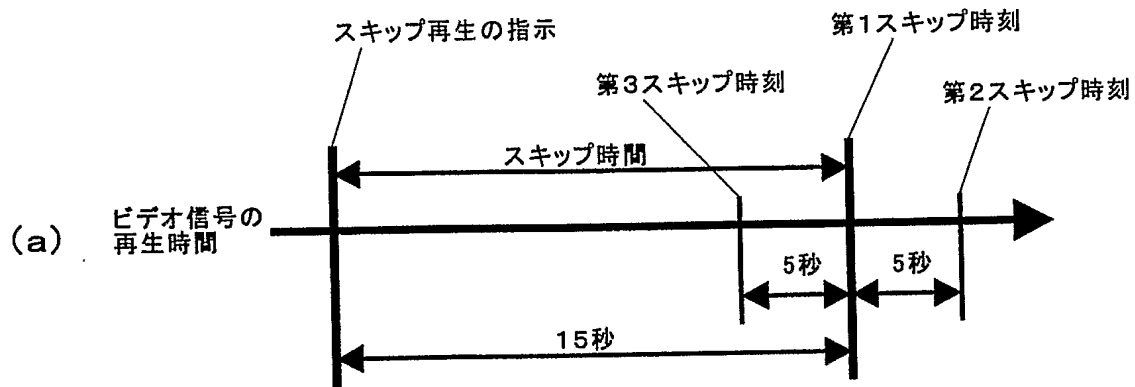 スキップ再生の指示
第1スキップ時刻
第3スキップ時刻
第2スキップ時刻
スキップ時間
(a)
ビデオ信号の
再生時間
5秒
5秒
15秒